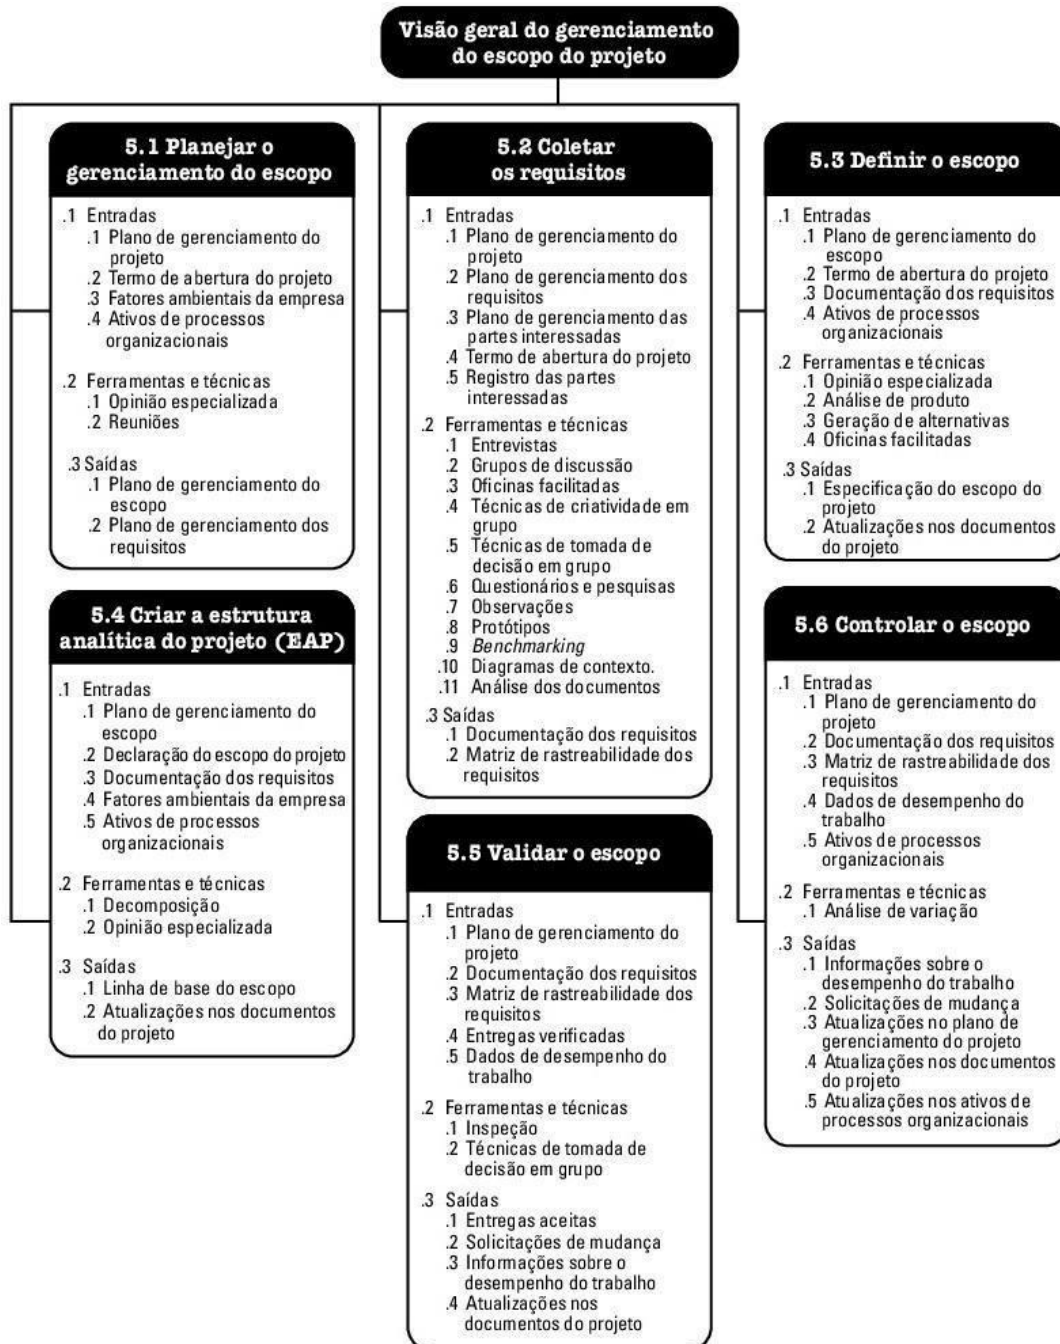 Visão geral do gerenciamento
do escopo do projeto
5.1 Planejar o
gerenciamento do escopo
.1 Entradas
.1 Plano de gerenciamento do
projeto
.2 Termo de abertura do projeto
.3 Fatores ambientais da empresa
.4 Ativos de processos
organizacionais
.2 Ferramentas e técnicas
.1 Opinião especializada
.2 Reuniões
.3 Saídas
.1 Plano de gerenciamento do
escopo
.2 Plano de gerenciamento dos
requisitos
5.2 Coletar
os requisitos
.1 Entradas
.1 Plano de gerenciamento do
projeto
.2 Plano de gerenciamento dos
requisitos
.3 Plano de gerenciamento das
partes interessadas
.4 Termo de abertura do projeto
.5 Registro das partes
interessadas
.2 Ferramentas e técnicas
.1 Entrevistas
.2 Grupos de discussão
.3 Oficinas facilitadas
.4 Técnicas de criatividade em
grupo
.5 Técnicas de tomada de
decisão em grupo
.6 Questionários e pesquisas
.7 Observações
.8 Protótipos
.9 Benchmarking
.10 Diagramas de contexto.
.11 Análise dos documentos
.3 Saídas
.1 Documentação dos requisitos
.2 Matriz de rastreabilidade dos
requisitos
5.3 Definir o escopo
.1 Entradas
.1 Plano de gerenciamento do
escopo
.2 Termo de abertura do projeto
.3 Documentação dos requisitos
.4 Ativos de processos
organizacionais
.2 Ferramentas e técnicas
.1 Opinião especializada
.2 Análise de produto
.3 Geração de alternativas
.4 Oficinas facilitadas
.3 Saídas
.1 Especificação do escopo do
projeto
.2 Atualizações nos documentos
do projeto
5.4 Criar a estrutura
analítica do projeto (EAP)
.1 Entradas
.1 Plano de gerenciamento do
escopo
.2 Declaração do escopo do projeto
.3 Documentação dos requisitos
.4 Fatores ambientais da empresa
.5 Ativos de processos
organizacionais
.2 Ferramentas e técnicas
.1 Decomposição
.2 Opinião especializada
.3 Saídas
.1 Linha de base do escopo
.2 Atualizações nos documentos
do projeto
5.5 Validar o escopo
.1 Entradas
.1 Plano de gerenciamento do
projeto
.2 Documentação dos requisitos
.3 Matriz de rastreabilidade dos
requisitos
.4 Entregas verificadas
.5 Dados de desempenho do
trabalho
.2 Ferramentas e técnicas
.1 Inspeção
.2 Técnicas de tomada de
decisão em grupo
.3 Saídas
.1 Entregas aceitas
.2 Solicitações de mudança
.3 Informações sobre o
desempenho do trabalho
.4 Atualizações nos
documentos do projeto
5.6 Controlar o escopo
.1 Entradas
.1 Plano de gerenciamento do
projeto
.2 Documentação dos requisitos
.3 Matriz de rastreabilidade dos
requisitos
.4 Dados de desempenho do
trabalho
.5 Ativos de processos
organizacionais
.2 Ferramentas e técnicas
.1 Análise de variação
.3 Saídas
.1 Informações sobre o
desempenho do trabalho
.2 Solicitações de mudança
.3 Atualizações no plano de
gerenciamento do projeto
.4 Atualizações nos documentos
do projeto
.5 Atualizações nos ativos de
processos organizacionais